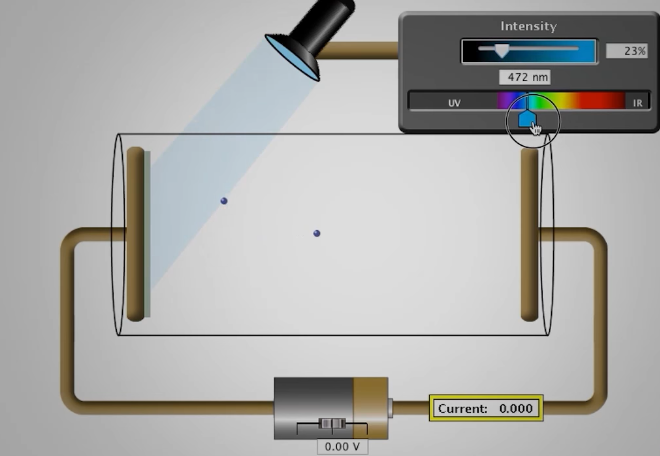 Intensity
23%
472 nm
UV
IR
Current: 0.000
0.00 V